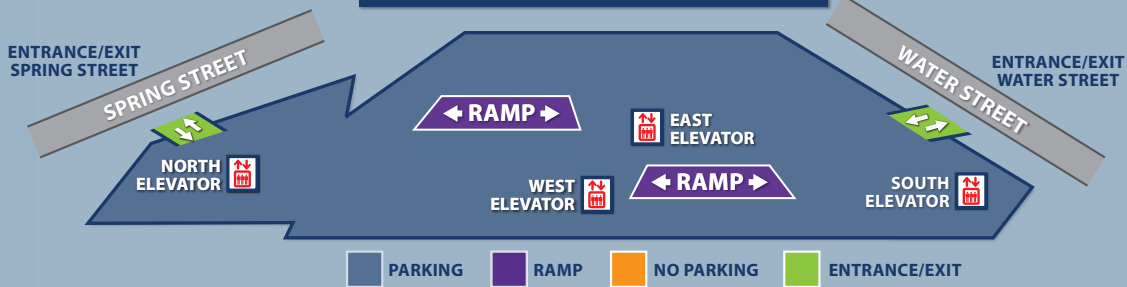 ENTRANCE/EXIT
SPRING STREET
SPRING STREET
WATER STREET
ENTRANCE/EXIT
WATER STREET
RAMP
EAST
ELEVATOR
NORTH
ELEVATOR
WEST
ELEVATOR
RAMP
SOUTH
ELEVATOR
PARKING
RAMP
NO PARKING
ENTRANCE/EXIT